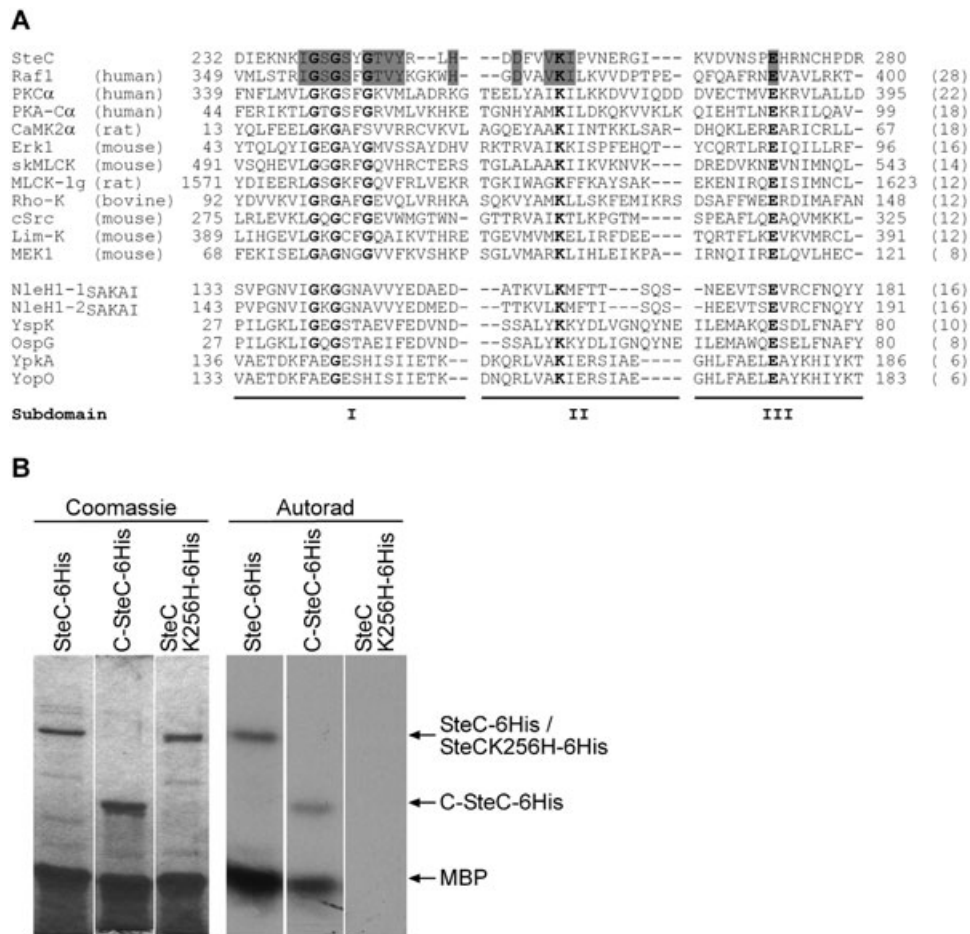 A
SteC 232 DIEKNKIGSGSYGTVYR--LH- -DDFVVKIPVNERGI---- KVDVNSPEHRNCHPDR 280
Raf1 (human) 349 VMLSTRIGSGSFGTVYKGKWH- -GDVAVKILKVVDPTPE- FQAFRNEVAVLRKT- 400 (28)
PKCα (human) 339 FNFLMVLGKGSFGKVMLADRKG TEELYAIKILKKDVVIQDD DVECTMVEKRVLALLD 395 (22)
PKA-Cα (human) 44 FERIKTLGTGSFGRVMLVKHKE TGNHYAMKILDKQKVVKLK QIEHTLNEKRILQAV- 99 (18)
CaMK2α (rat) 13 YQLFEELGKGAFSVVRRCVKVL AGQEYAAKIINTKKLSAR- DHQKLEREARICRLL- 67 (18)
Erk1 (mouse) 43 YTQLQYIGEGAYGMVSSAYDHV RKTRVAIKKISPFEHQT-- YCQRTLREIQILLRF- 96 (16)
skMLCK (mouse) 491 VSQHEVLGGGRFGQVHRCTERS TGLALAAKIIKVKNVK--- DREDVKNEVNIMNQL- 543 (14)
MLCK-1g (rat) 1571 YDIEERLGSGKFGQVFRLVEKR TGKIWAGKFFKAYSAK--- EKENIRQEISIMNCL- 1623 (12)
Rho-K (bovine) 92 YDVVKVIGRGAFGEVQLVRHKA SQKVYAMKLLSKFEMIKRS DSAFFWEERDIMAFAN 148 (12)
cSrc (mouse) 275 LRLEVKLGQGCFGEVWMGTWN- GTTRVAIKTLKPGTM---- SPEAFLQEAQVMKKL- 325 (12)
Lim-K (mouse) 389 LIHGEVLGKGCFGQAIKVTHRE TGEVMVMKELIRFDEE--- TQRTFLKEVKVMRCL- 391 (12)
MEK1 (mouse) 68 FEKISELGAGNGGVVFKVSHKP SGLVMARKLIHLEIKPA-- IRNQIIRELQVLHEC- 121 ( 8)
NleH1-1SAKAI 133 SVPGNVIGKGGNAVVYEDAED- --ATKVLKMFTT---SQS- NEEVTSEVRCFNQYY 181 (16)
NleH1-2SAKAI 143 PVPGNVIGKGGNAVVYEDMED- --TTKVLKMFTI---SQS- HEEVTSEVRCFNQYY 191 (16)
YspK 27 PILGKLIGEGSTAEVFEDVND- --SSALYKKYDLVGNQYNE ILEMAKQESDLFNAFY 80 (10)
OspG 27 PILGKLIGQGSTAEIFEDVND- --SSALYKKYDLIGNQYNE ILEMAWQESELFNAFY 80 ( 8)
YpkA 136 VAETDKFAEGESHISIIETK-- DKQRLVAKIERSIAE---- GHLFAELEAYKHIYKT 186 ( 6)
YopO 133 VAETDKFAEGESHISIIETK-- DNQRLVAKIERSIAE---- GHLFAELEAYKHIYKT 183 ( 6)
Subdomain I II III
B
Coomassie Autorad
SteC-6His C-SteC-6His SteC K256H-6His SteC-6His C-SteC-6His SteC K256H-6His
SteC-6His /
SteCK256H-6His
C-SteC-6His
MBP